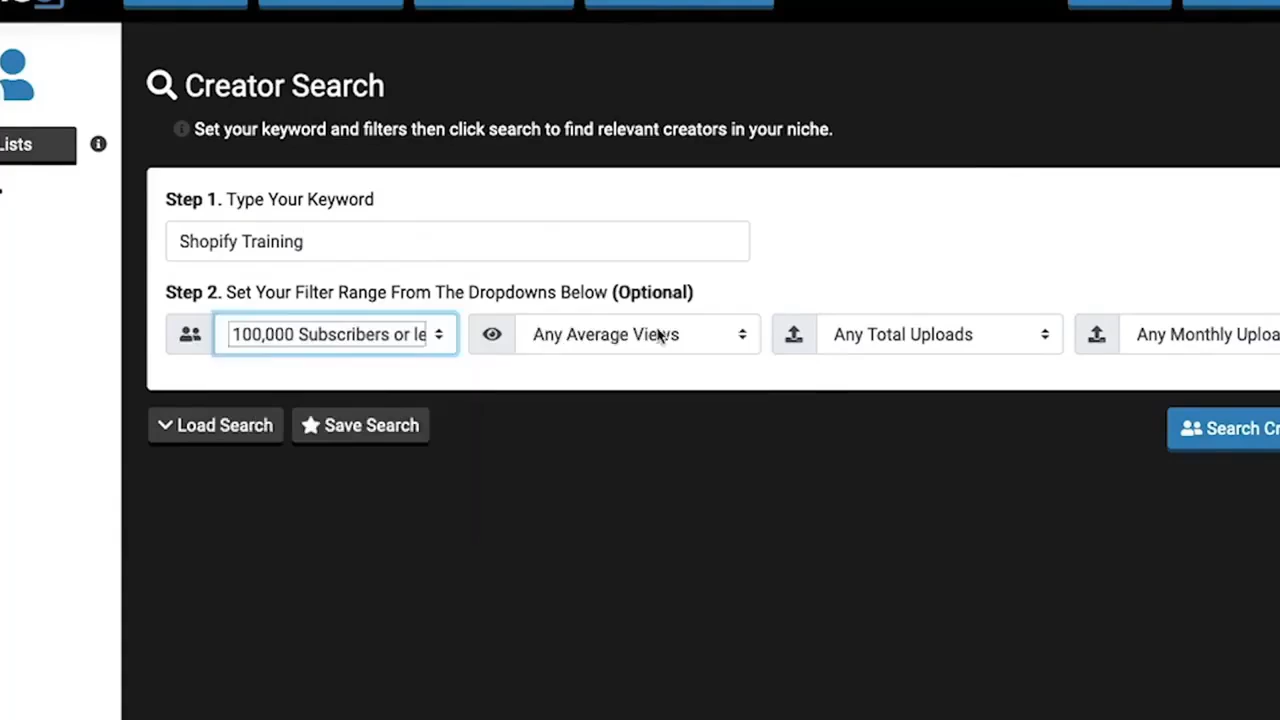 Creator Search
Set your keyword and filters then click search to find relevant creators in your niche.
Lists
Step 1. Type Your Keyword
Shopify Training
Step 2. Set Your Filter Range From The Dropdowns Below (Optional)
100,000 Subscribers or le Any Average Views Any Total Uploads Any Monthly Uploa
Load Search Save Search Search Cr